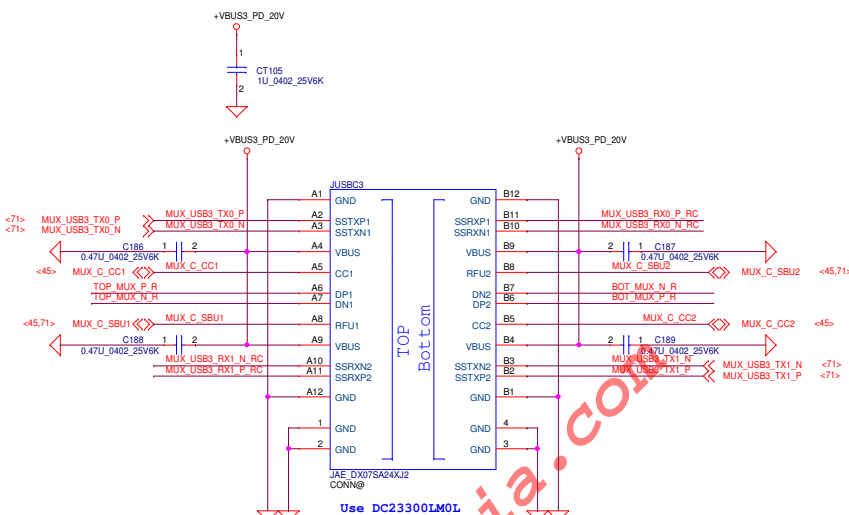 +VBUS3_PD_20V
1
CT105
1U_0402_25V6K
2
+VBUS3_PD_20V
+VBUS3_PD_20V
JUSBC3
A1 GND
GND B12
<71> MUX_USB3_TX0_P MUX_USB3_TX0_P A2 SSTXP1
SSRXP1 B11 MUX_USB3_RX0_P_RC
<71> MUX_USB3_TX0_N MUX_USB3_TX0_N A3 SSTXN1
SSRXN1 B10 MUX_USB3_RX0_N_RC
C186 1 2 A4 VBUS
VBUS B9 2 1 C187
0.47U_0402_25V6K
0.47U_0402_25V6K
<45> MUX_C_CC1 MUX_C_CC1 A5 CC1
RFU2 B8 MUX_C_SBU2 MUX_C_SBU2 <45,71>
TOP_MUX_P_R A6 DP1
DN2 B7 BOT_MUX_N_R
TOP_MUX_N_R A7 DN1
DP2 B6 BOT_MUX_P_R
<45,71> MUX_C_SBU1 MUX_C_SBU1 A8 RFU1
CC2 B5 MUX_C_CC2 MUX_C_CC2 <45>
C188 1 2 A9 VBUS
VBUS B4 2 1 C189
0.47U_0402_25V6K
0.47U_0402_25V6K
MUX_USB3_RX1_N_RC A10 SSRXN2
SSTXN2 B3 MUX_USB3_TX1_N MUX_USB3_TX1_N <71>
MUX_USB3_RX1_P_RC A11 SSRXP2
SSTXP2 B2 MUX_USB3_TX1_P MUX_USB3_TX1_P <71>
A12 GND
GND B1
TOP
Bottom
1 GND
GND 4
2 GND
GND 3
JAE_DX07SA24XJ2
CONN@
Use DC23300LM0L
ia.com